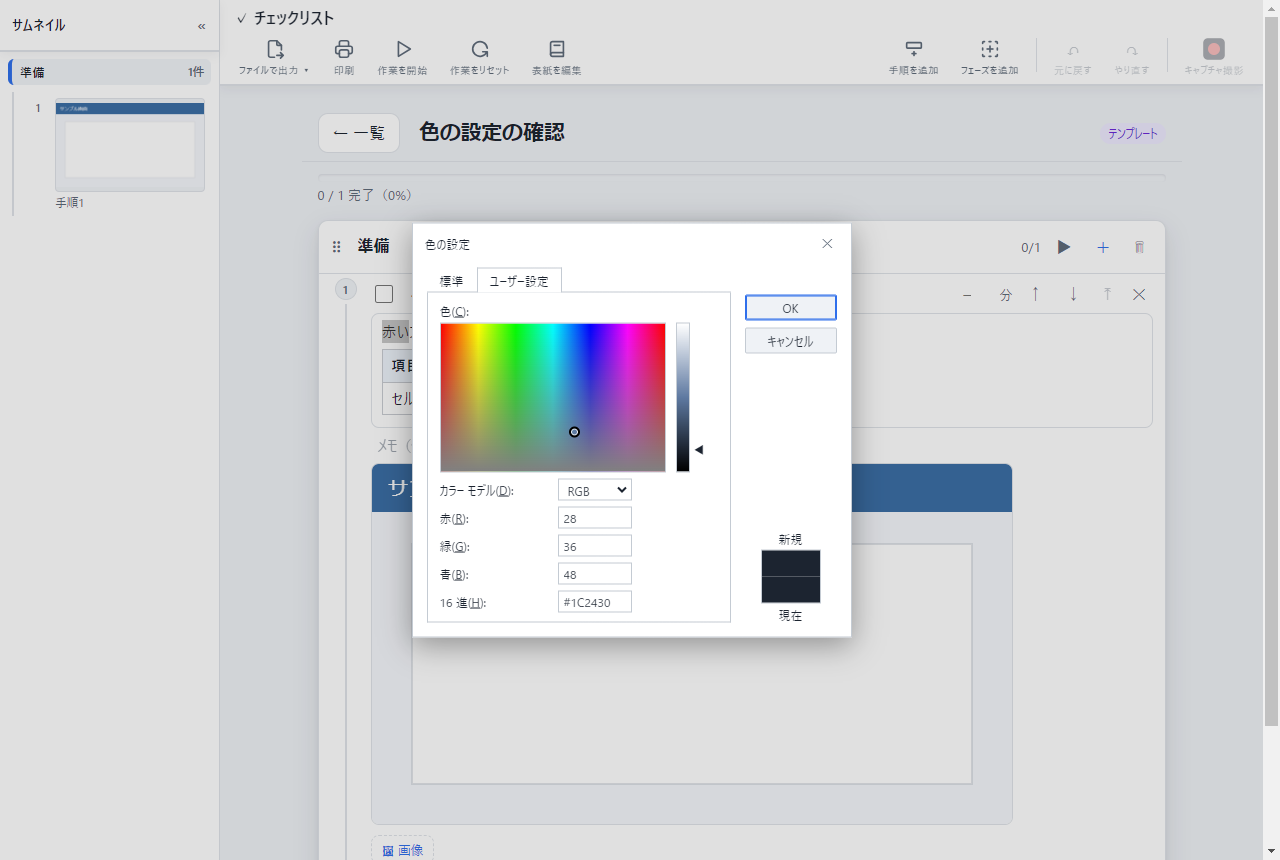 サムネイル
«
準備
1件
1
サンプル画面
手順1
✓ チェックリスト
ファイルで出力
印刷
作業を開始
作業をリセット
表紙を編集
手順を追加
フェーズを追加
元に戻す
やり直す
キャプチャ撮影
← 一覧
色の設定の確認
テンプレート
0 / 1 完了（0%）
準備
0/1
1
– 分
赤い
項
セル
メモ（
サ
画像
色の設定
標準
ユーザー設定
色(C):
カラー モデル(D):
RGB
赤(R):
28
緑(G):
36
青(B):
48
16 進(H):
#1C2430
OK
キャンセル
新規
現在